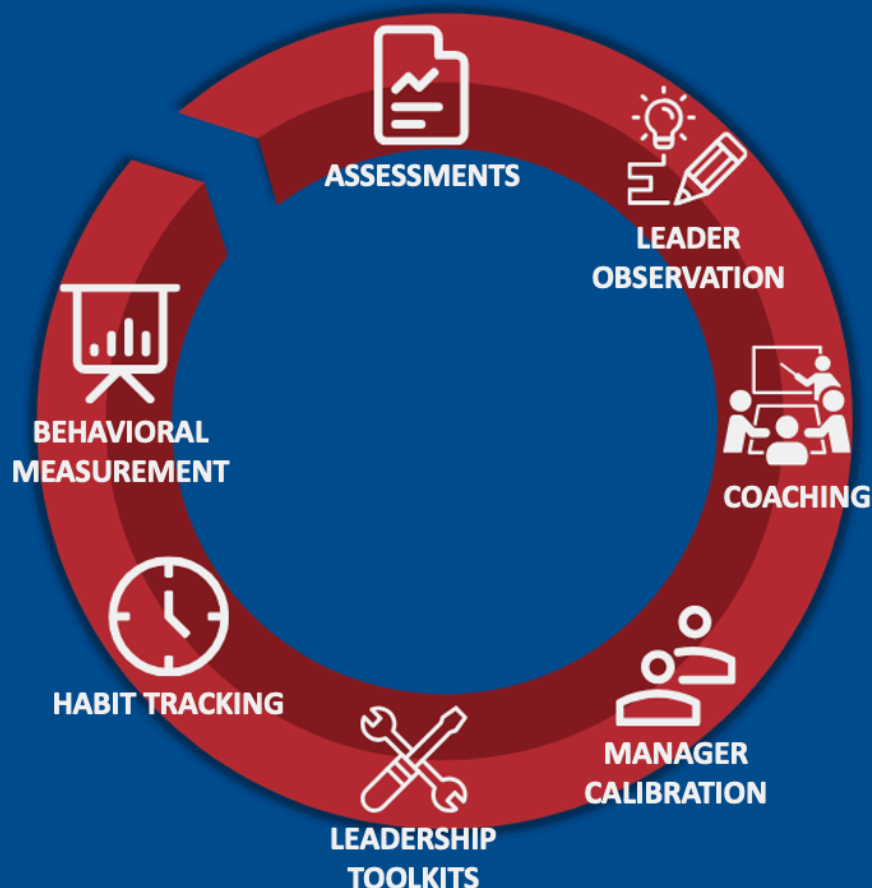 ASSESSMENTS
LEADER
OBSERVATION
COACHING
MANAGER
CALIBRATION
LEADERSHIP
TOOLKITS
HABIT TRACKING
BEHAVIORAL
MEASUREMENT